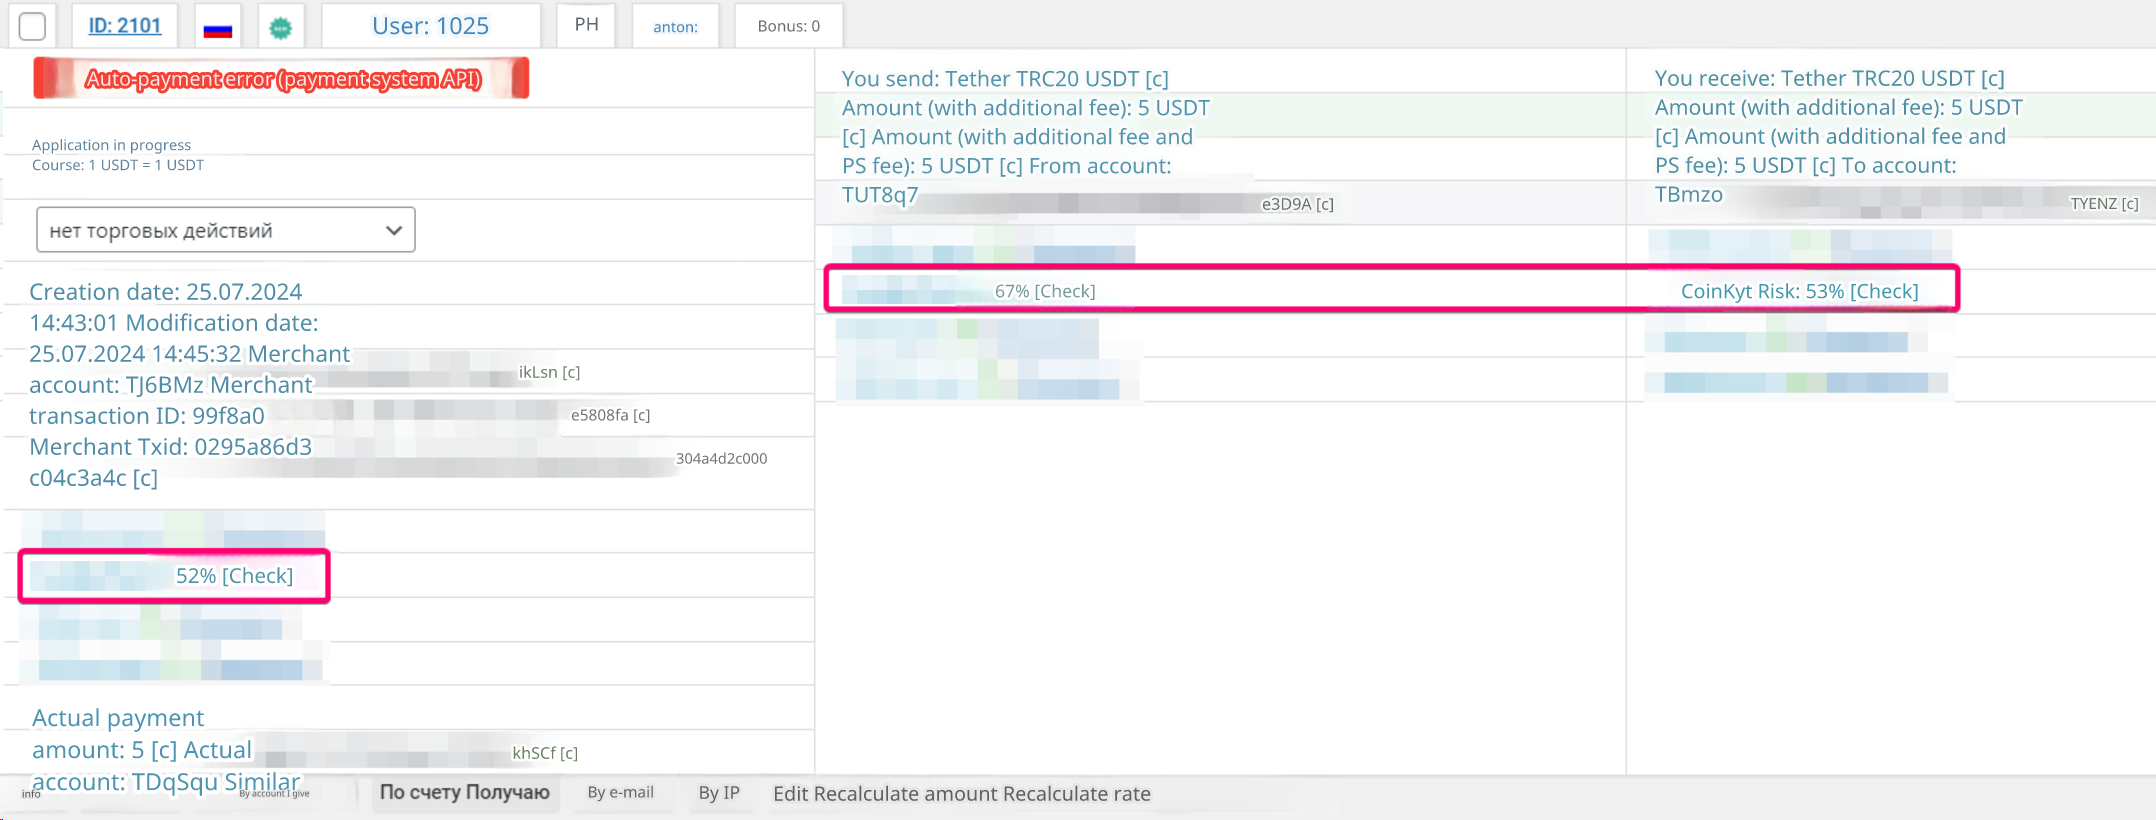 ID: 2101
User: 1025
PH
anton:
Bonus: 0
Auto-payment error (payment system API)
Application in progress
Course: 1 USDT = 1 USDT
нет торговых действий
Creation date: 25.07.2024
14:43:01 Modification date:
25.07.2024 14:45:32 Merchant
account: TJ6BMz Merchant
ikLsn [c]
transaction ID: 99f8a0
e5808fa [c]
Merchant Txid: 0295a86d3
304a4d2c000
c04c3a4c [c]
52% [Check]
Actual payment
amount: 5 [c] Actual
khSCf [c]
account: TDqSqu Similar
You send: Tether TRC20 USDT [c]
Amount (with additional fee): 5 USDT
[c] Amount (with additional fee and
PS fee): 5 USDT [c] From account:
TUT8q7
e3D9A [c]
67% [Check]
You receive: Tether TRC20 USDT [c]
Amount (with additional fee): 5 USDT
[c] Amount (with additional fee and
PS fee): 5 USDT [c] To account:
TBmzo
TYENZ [c]
CoinKyt Risk: 53% [Check]
info
By account I give
По счету Получаю
By e-mail
By IP
Edit Recalculate amount Recalculate rate